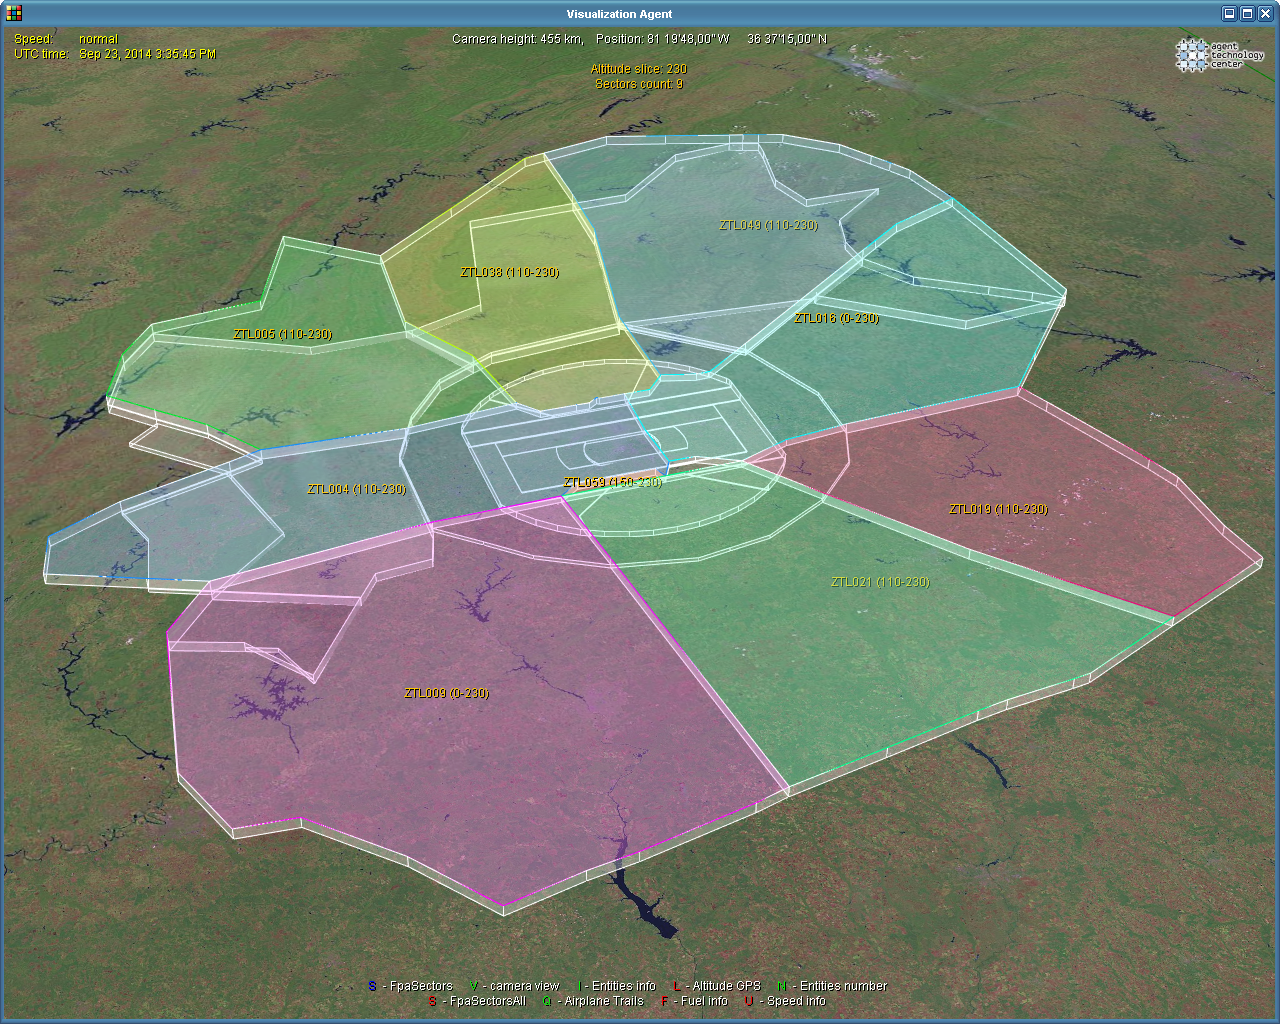 Visualization Agent
Speed: normal
UTC time: Sep 23, 2014 3:35:45 PM
Camera height: 455 km, Position: 81 19'48,00" W 36 37'15,00" N
Altitude slice: 230
Sectors count: 9
agent
technology
center
ZTL049 (110-230)
ZTL038 (110-230)
ZTL016 (0-230)
ZTL005 (110-230)
ZTL059 (150-230)
ZTL004 (110-230)
ZTL019 (110-230)
ZTL021 (110-230)
ZTL009 (0-230)
S - FpaSectors V - camera view I - Entities info L - Altitude GPS N - Entities number
S - FpaSectorsAll Q - Airplane Trails F - Fuel info U - Speed info